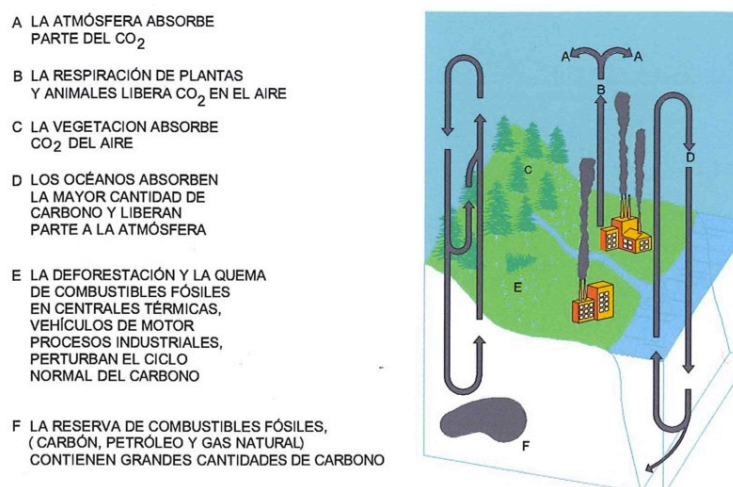 A LA ATMÓSFERA ABSORBE
PARTE DEL CO2
B LA RESPIRACIÓN DE PLANTAS
Y ANIMALES LIBERA CO2 EN EL AIRE
C LA VEGETACION ABSORBE
CO2 DEL AIRE
D LOS OCÉANOS ABSORBEN
LA MAYOR CANTIDAD DE
CARBONO Y LIBERAN
PARTE A LA ATMÓSFERA
E LA DEFORESTACIÓN Y LA QUEMA
DE COMBUSTIBLES FÓSILES
EN CENTRALES TÉRMICAS,
VEHÍCULOS DE MOTOR
PROCESOS INDUSTRIALES,
PERTURBAN EL CICLO
NORMAL DEL CARBONO
F LA RESERVA DE COMBUSTIBLES FÓSILES,
( CARBÓN, PETRÓLEO Y GAS NATURAL)
CONTIENEN GRANDES CANTIDADES DE CARBONO
A A
B
D
C
E
F